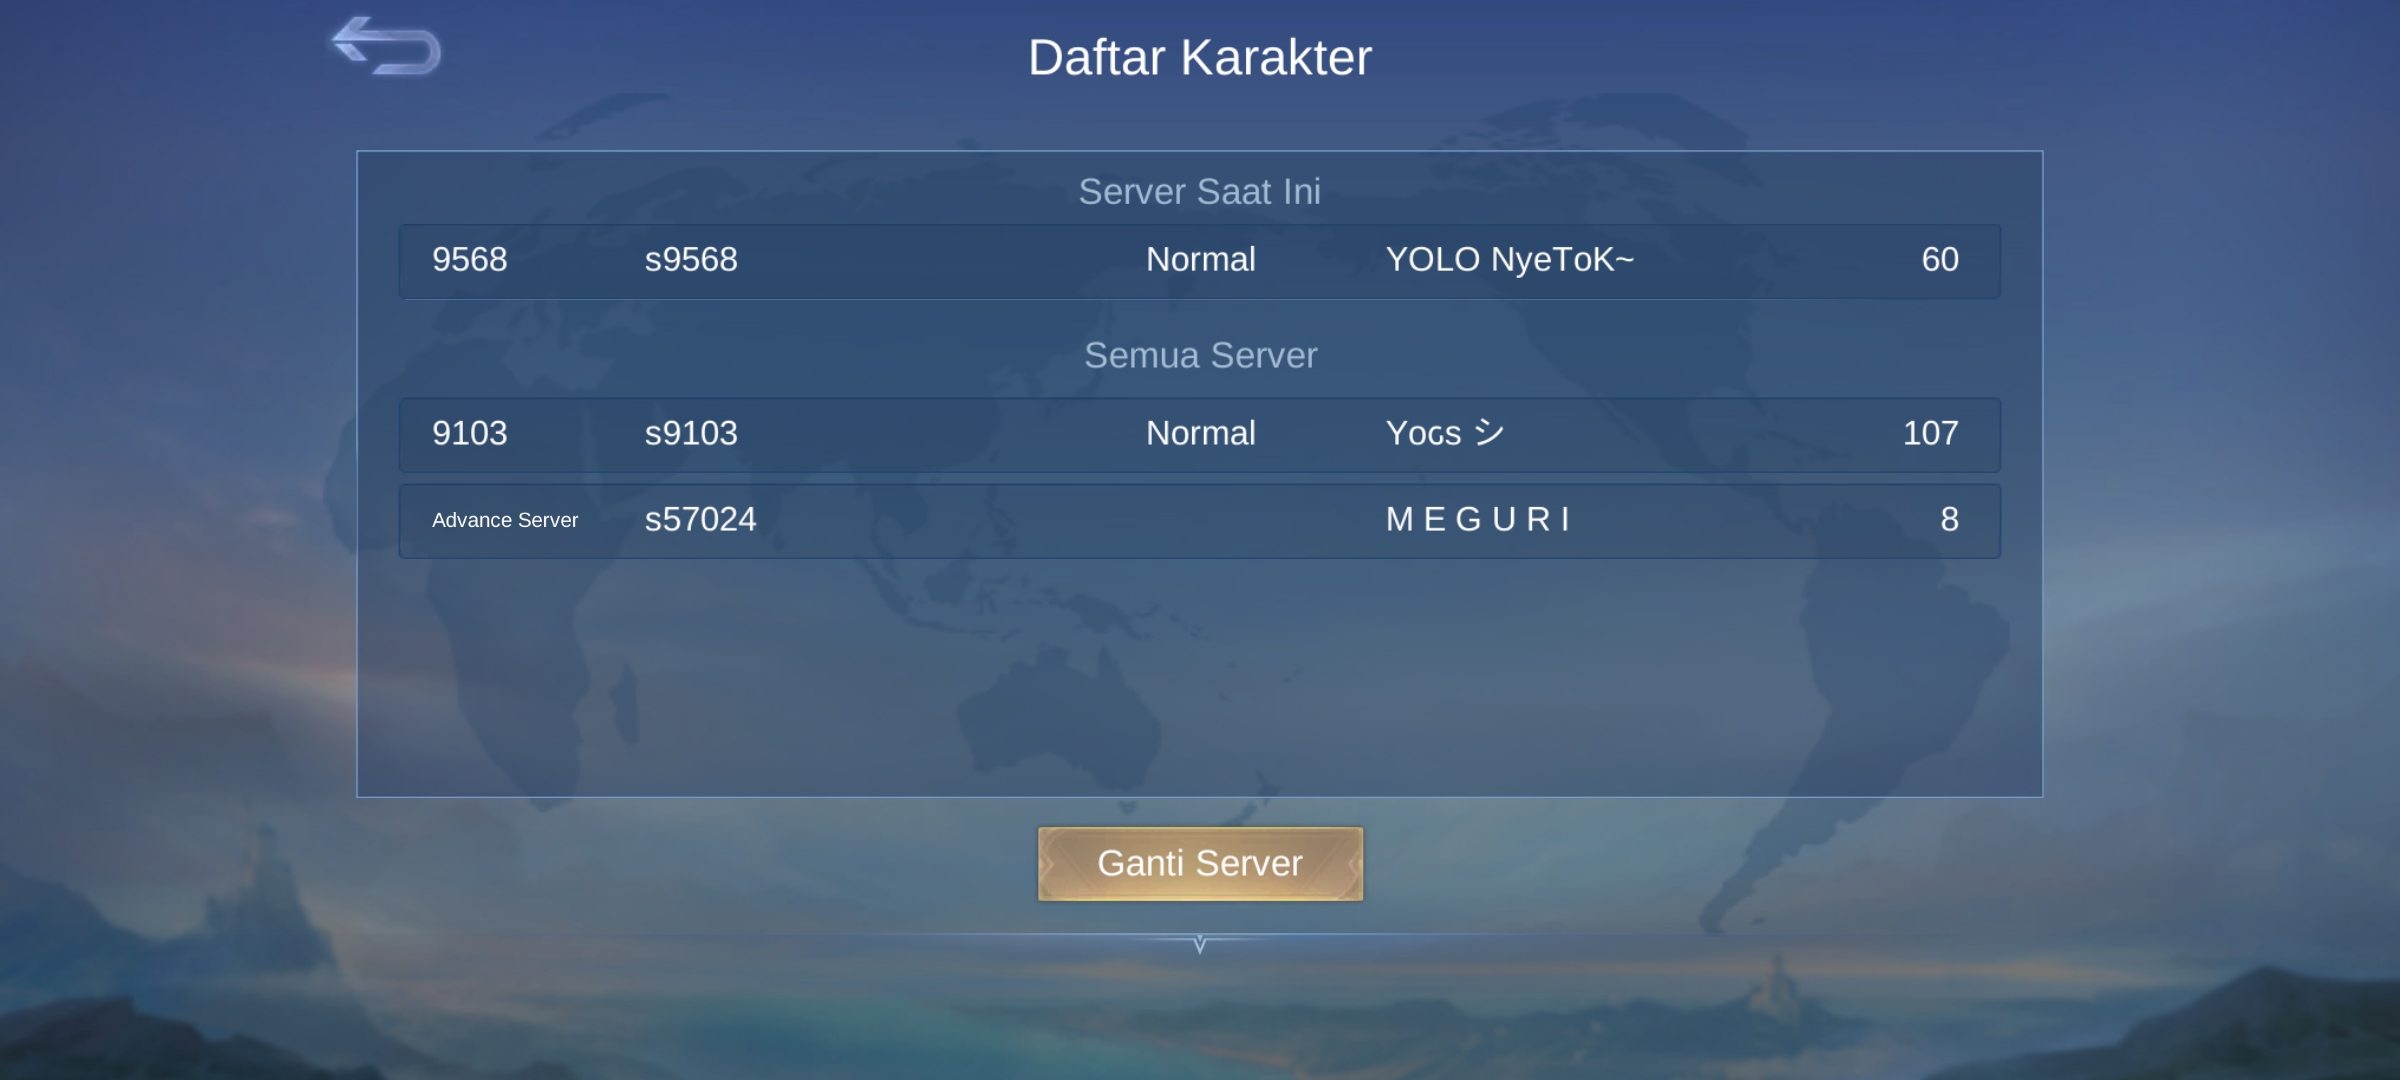 Daftar Karakter
Server Saat Ini
9568 s9568 Normal YOLO NyeToK~ 60
Semua Server
9103 s9103 Normal Yoɢs シ 107
Advance Server s57024 M E G U R I 8
Ganti Server